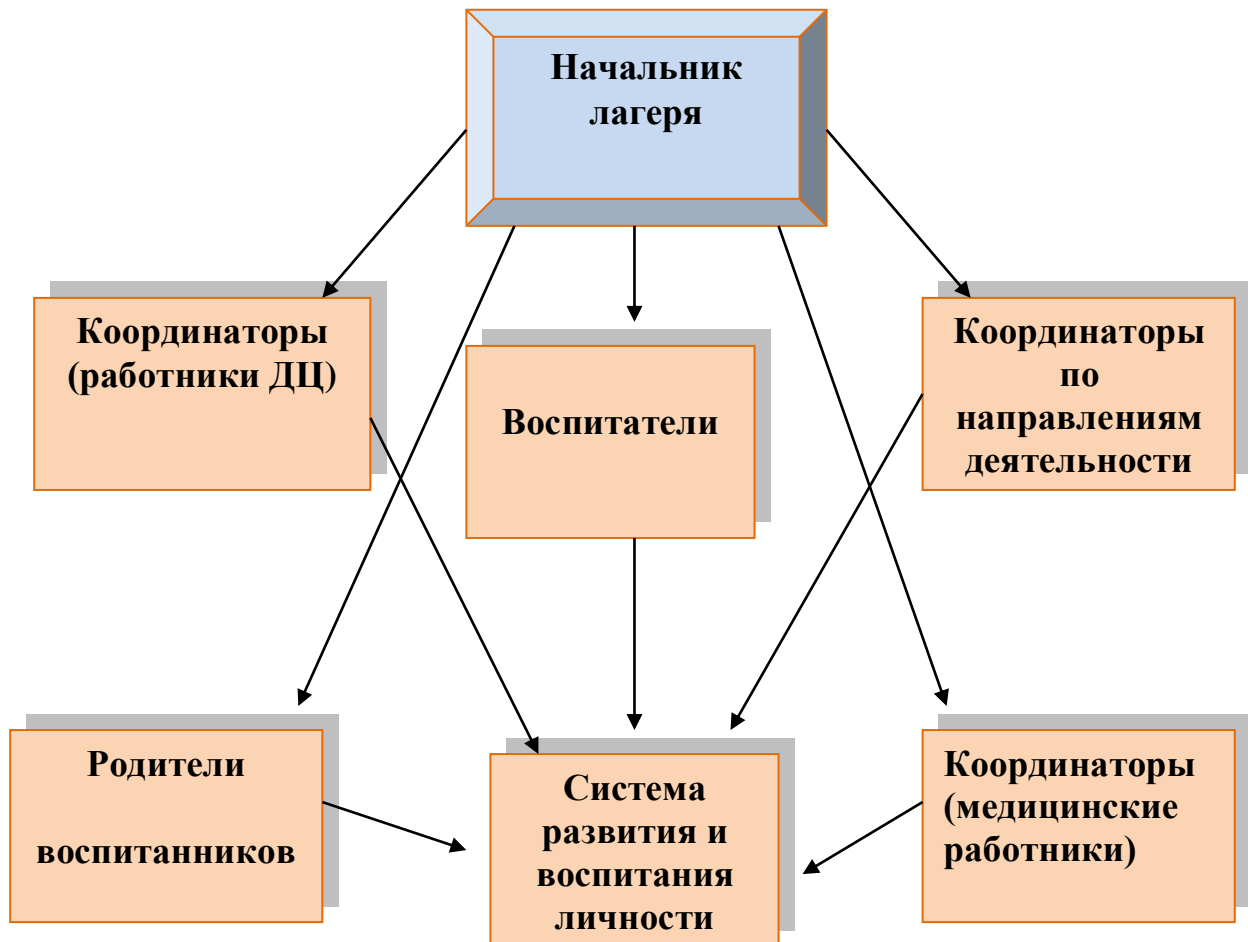 Начальник
лагеря
Координаторы
(работники ДЦ)
Воспитатели
Координаторы
по
направлениям
деятельности
Родители
воспитанников
Система
развития и
воспитания
личности
Координаторы
(медицинские
работники)